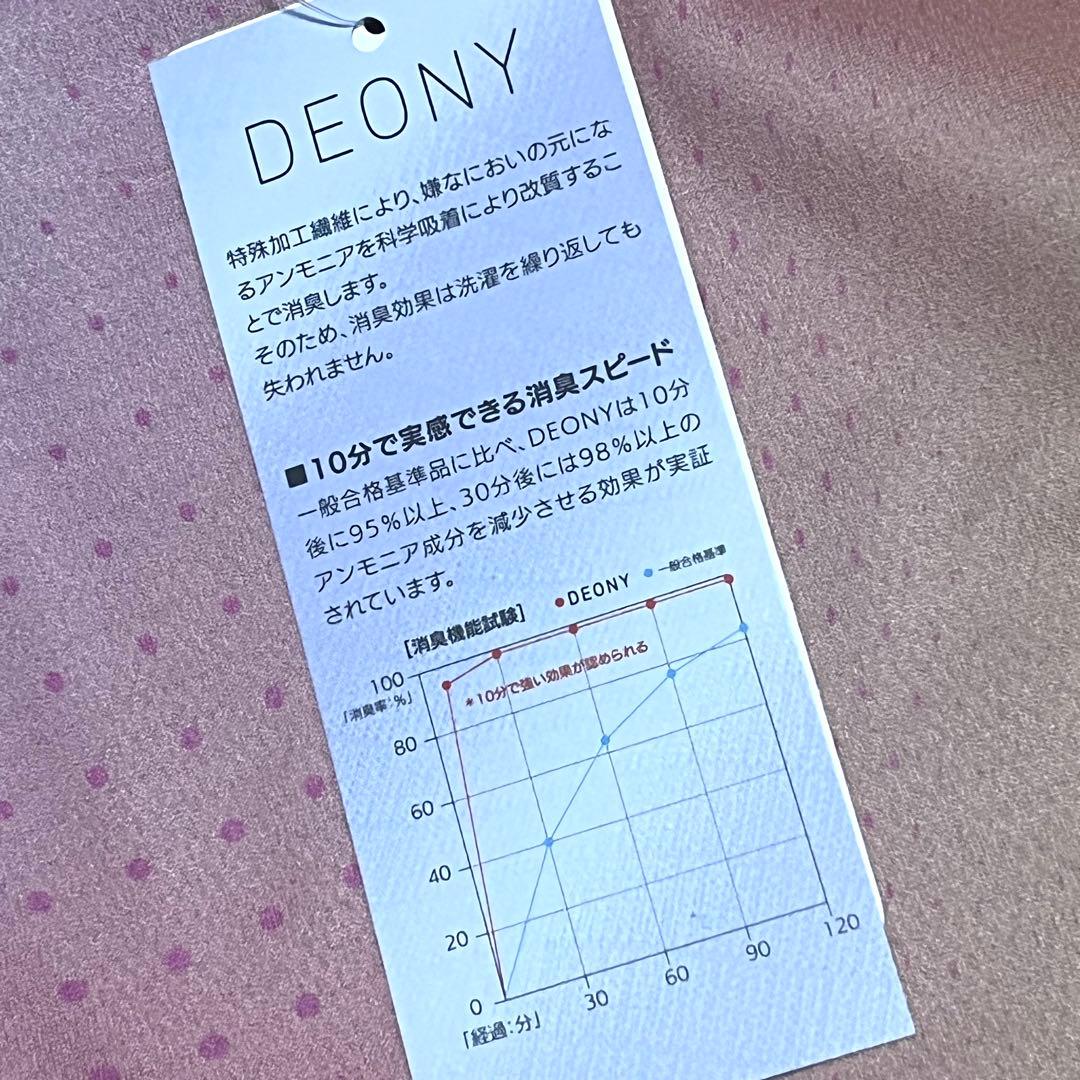 DEONY
特殊加工繊維により、嫌なにおいの元にな
るアンモニアを科学吸着により改質するこ
とで消臭します。
そのため、消臭効果は洗濯を繰り返しても
失われません。
■10分で実感できる消臭スピード
一般合格基準品に比べ、DEONYは10分
後に95%以上、30分後には98%以上の
アンモニア成分を減少させる効果が実証
されています。
[消臭機能試験] ●DEONY ●一般合格基準
100
「消臭率:%」
*10分で強い効果が認められる
80
60
40
20
0
30 60 90 120
「経過:分」